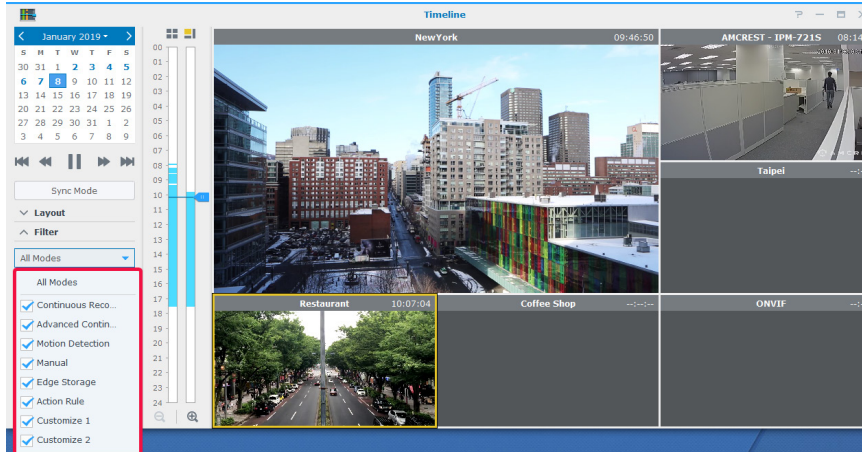 Timeline
January 2019
S M T W T F S
30 31 1 2 3 4 5
6 7 8 9 10 11 12
13 14 15 16 17 18 19
20 21 22 23 24 25 26
27 28 29 30 31 1 2
3 4 5 6 7 8 9
Sync Mode
Layout
Filter
All Modes
All Modes
Continuous Reco...
Advanced Contin...
Motion Detection
Manual
Edge Storage
Action Rule
Customize 1
Customize 2
00
01
02
03
04
05
06
07
08
09
10
11
12
13
14
15
16
17
18
19
20
21
22
23
24
NewYork 09:46:50
AMCREST - IPM-721S 08:14
Taipei --:
Restaurant 10:07:04
Coffee Shop --:--:--
ONVIF --: